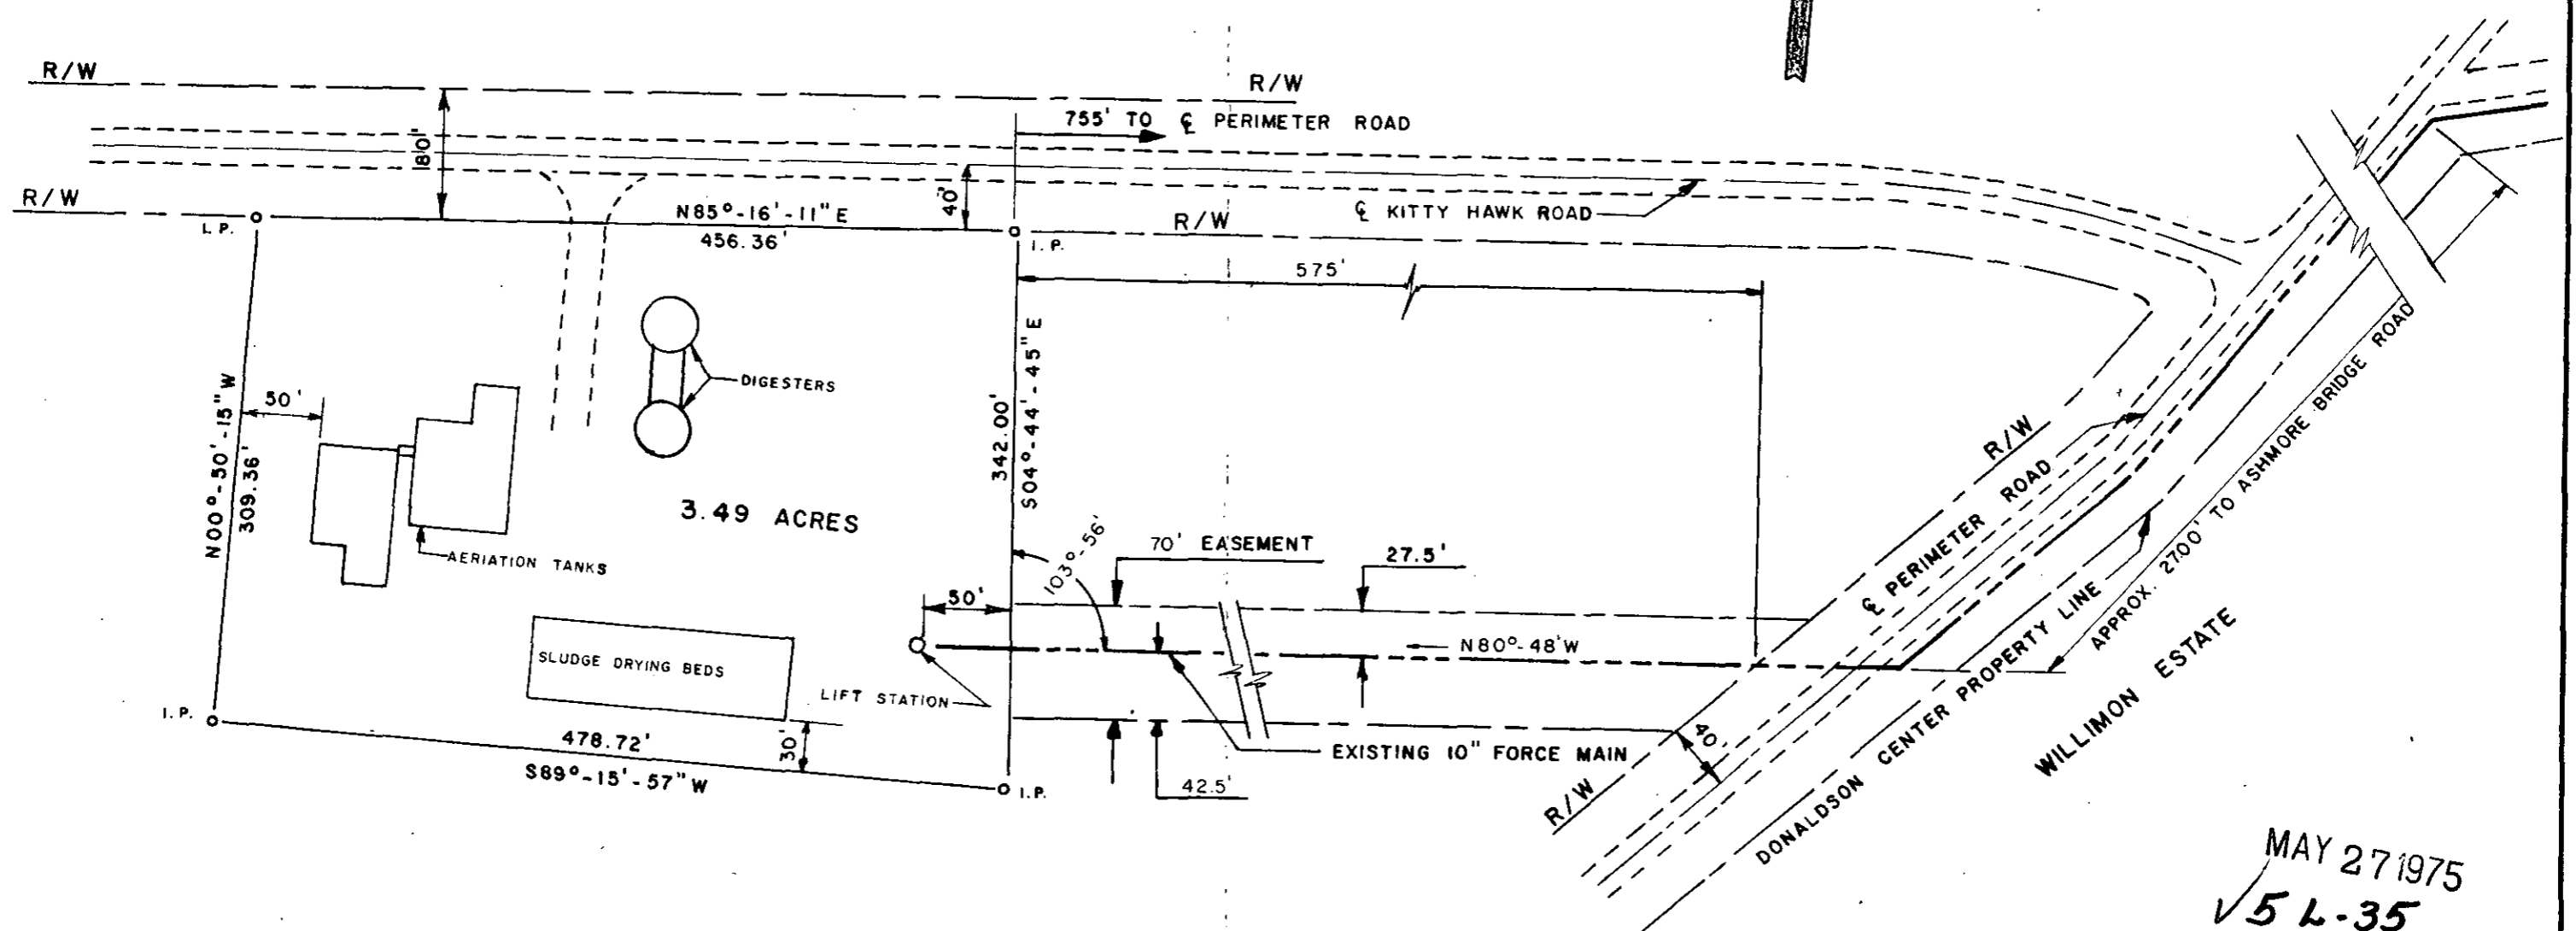 R/W
R/W
755' TO ℄ PERIMETER ROAD
80'
40'
R/W
I.P.
N85°-16'-11"E
456.36'
I.P.
R/W
℄ KITTY HAWK ROAD
575'
N00°-50'-15"W
309.36'
50'
DIGESTERS
342.00'
S04°-44'-45"E
3.49 ACRES
AERIATION TANKS
103°-56'
70' EASEMENT
27.5'
50'
N80°-48'W
SLUDGE DRYING BEDS
LIFT STATION
I.P.
478.72'
S89°-15'-57"W
30'
I.P.
EXISTING 10" FORCE MAIN
42.5'
R/W
℄ PERIMETER ROAD
R/W
40'
DONALDSON CENTER PROPERTY LINE
APPROX. 2700' TO ASHMORE BRIDGE ROAD
WILLIMON ESTATE
MAY 27 1975
√5 L-35